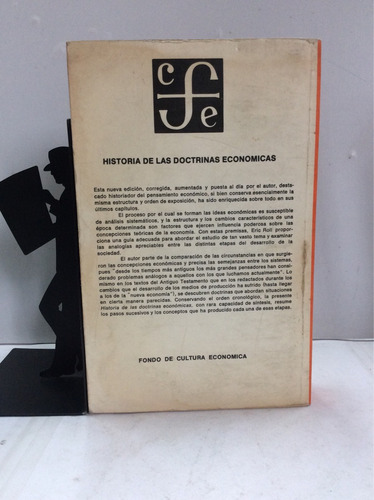 c f e
HISTORIA DE LAS DOCTRINAS ECONOMICAS
Esta nueva edición, corregida, aumentada y puesta al día por el autor, desta-
cado historiador del pensamiento económico, si bien conserva esencialmente la
misma estructura y orden de exposición, ha sido enriquecida sobre todo en sus
últimos capítulos.
El proceso por el cual se forman las ideas económicas es susceptible
de análisis sistemáticos, y la estructura y los cambios característicos de una
época determinada son factores que ejercen influencia poderosa sobre las
concepciones teóricas de la economía. Con estas premisas, Eric Roll propor-
ciona una guía adecuada para abordar el estudio de tan vasto tema y examinar
las analogías apreciables entre las distintas etapas del desarrollo de la
sociedad.
El autor parte de la comparación de las circunstancias en que surgie-
ron las concepciones económicas y precisa las semejanzas entre los sistemas,
pues "desde los tiempos más antiguos los más grandes pensadores han consi-
derado problemas análogos a aquellos con los que luchamos actualmente". Lo
mismo en los textos del Antiguo Testamento que en los redactados durante los
cambios que el desarrollo de los medios de producción ha sufrido (hasta llegar
a los de la "nueva economía"), se descubran doctrinas que abordan situaciones
en cierta manera parecidas. Conservando el orden cronológico, la presente
Historia de las doctrinas económicas, con rara capacidad de síntesis, resume
los pasos sucesivos y los conceptos que ha producido cada una de esas etapas.
FONDO DE CULTURA ECONOMICA